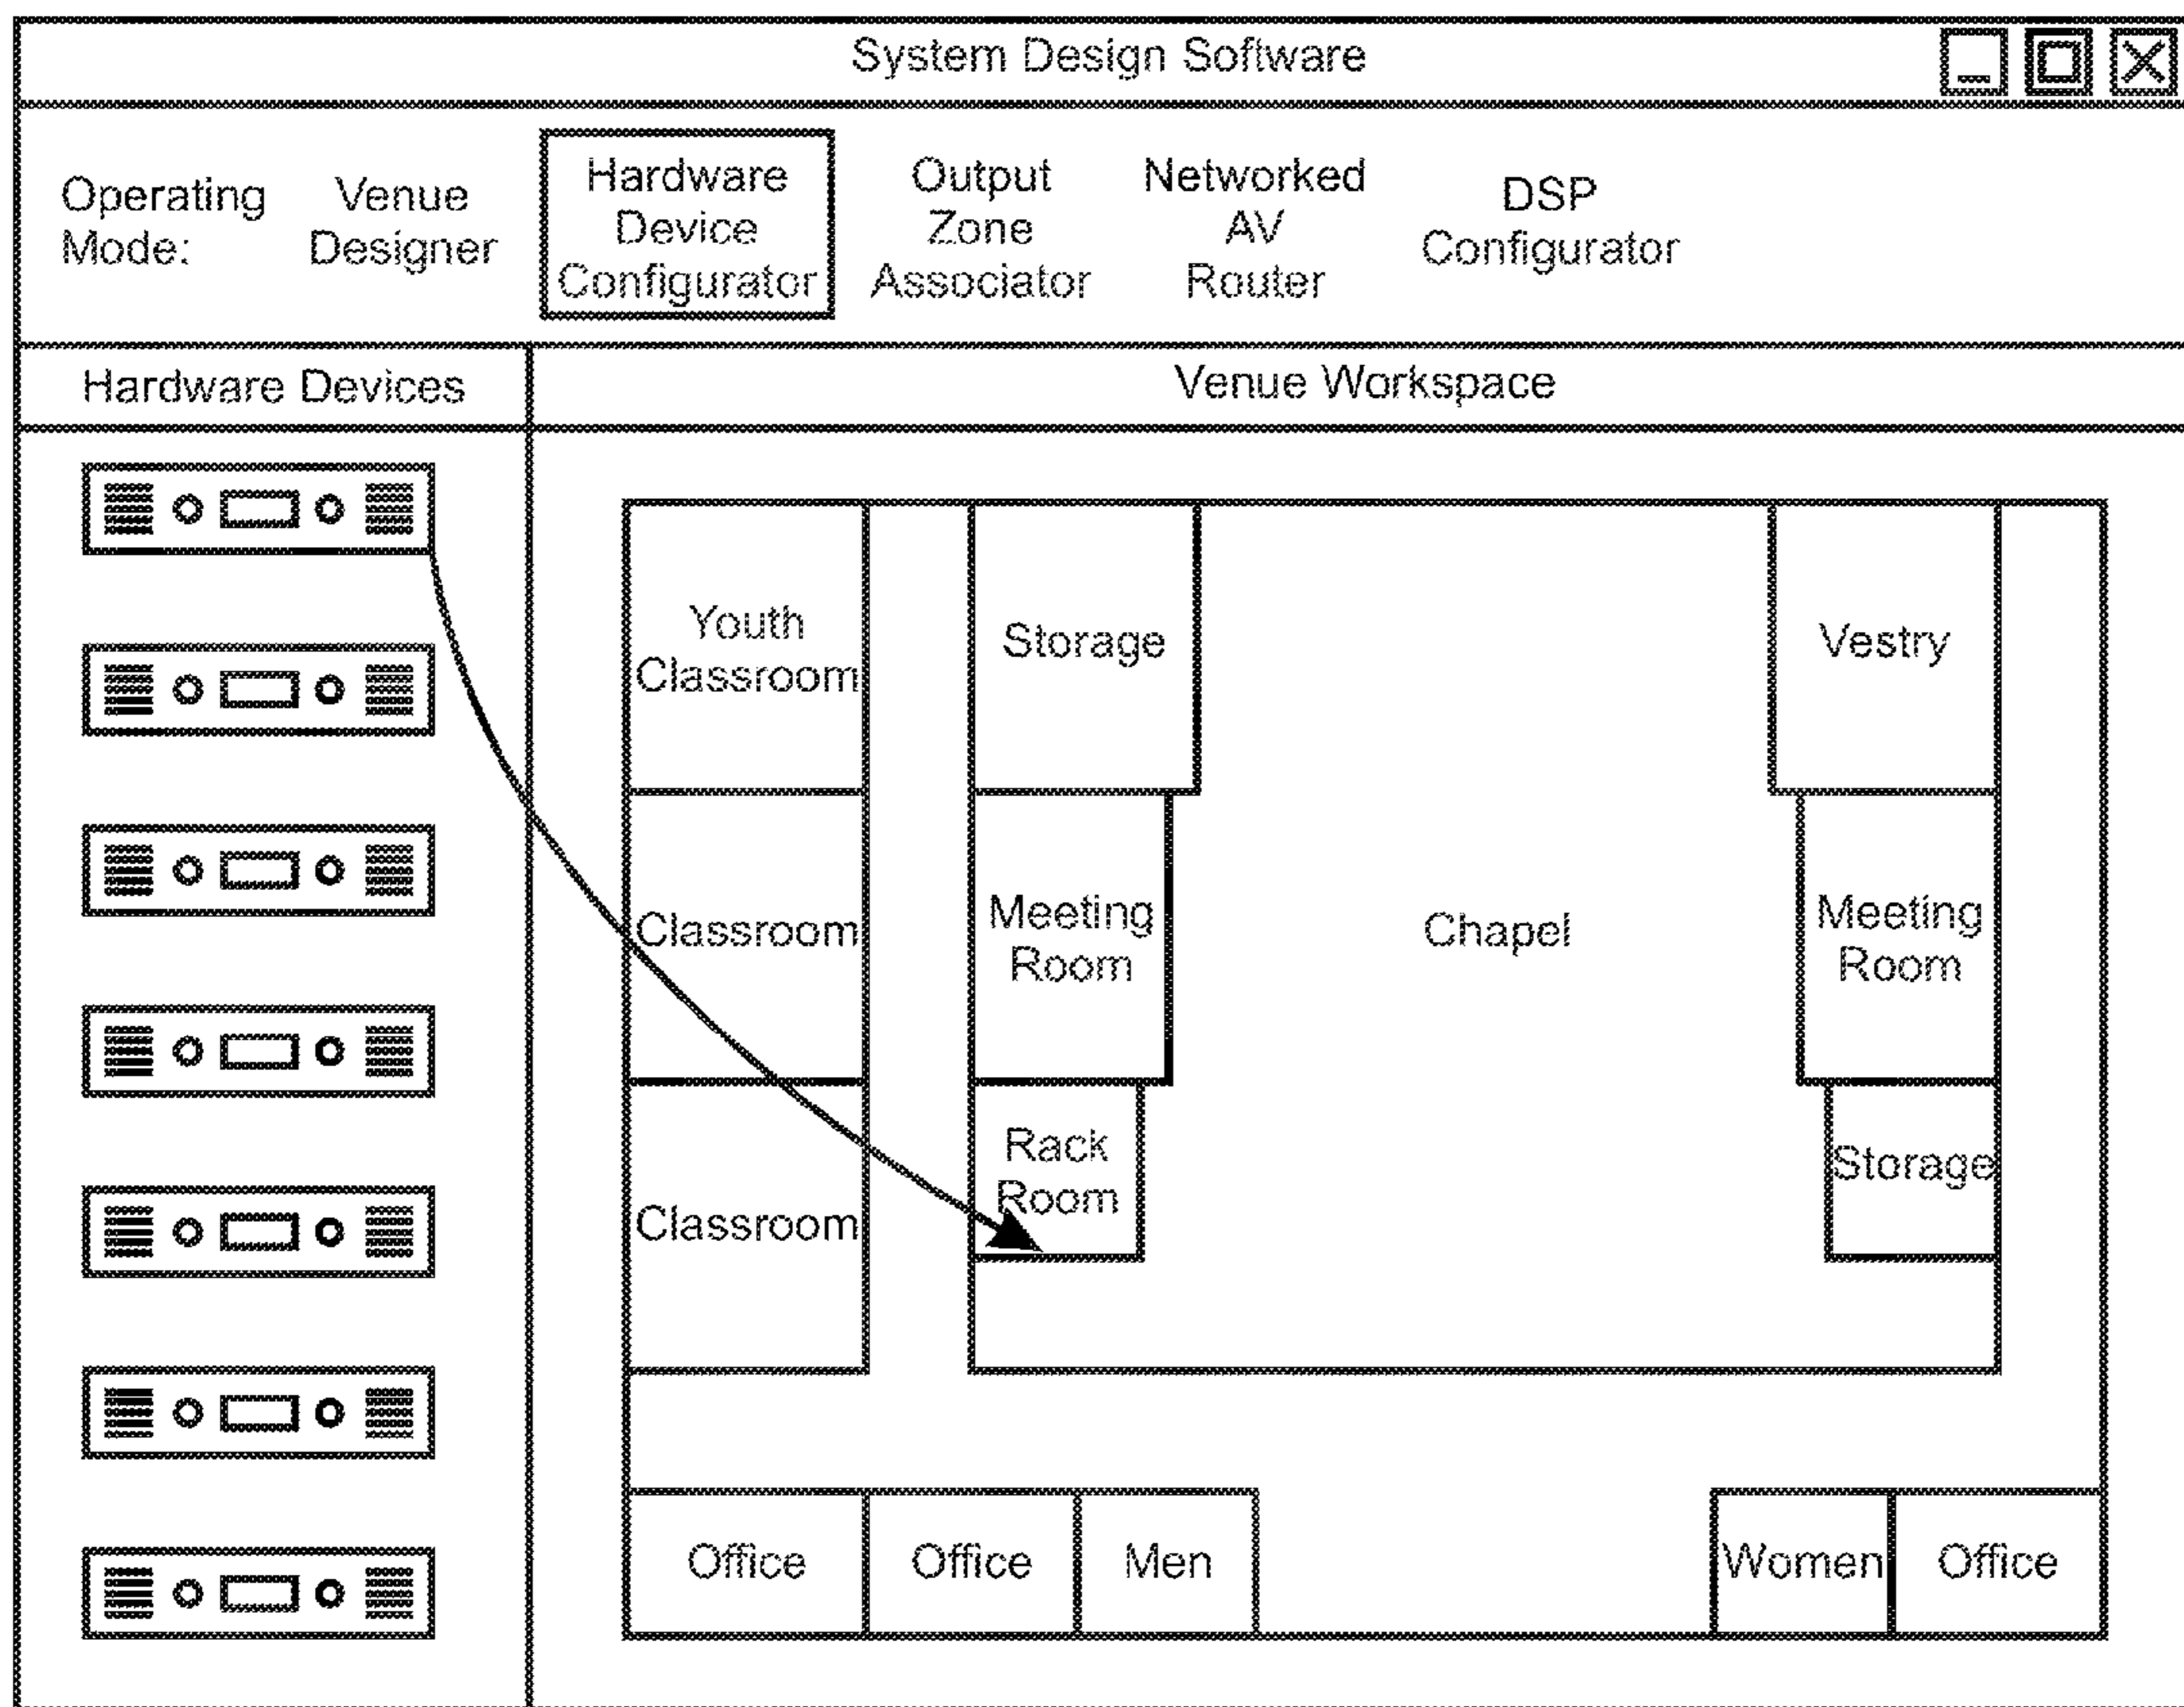 System Design Software
Operating
Mode:
Venue
Designer
Hardware
Device
Configurator
Output
Zone
Associator
Networked
AV
Router
DSP
Configurator
Hardware Devices
Venue Workspace
Youth
Classroom
Storage
Vestry
Classroom
Meeting
Room
Chapel
Meeting
Room
Rack
Room
Storage
Classroom
Office
Office
Men
Women
Office